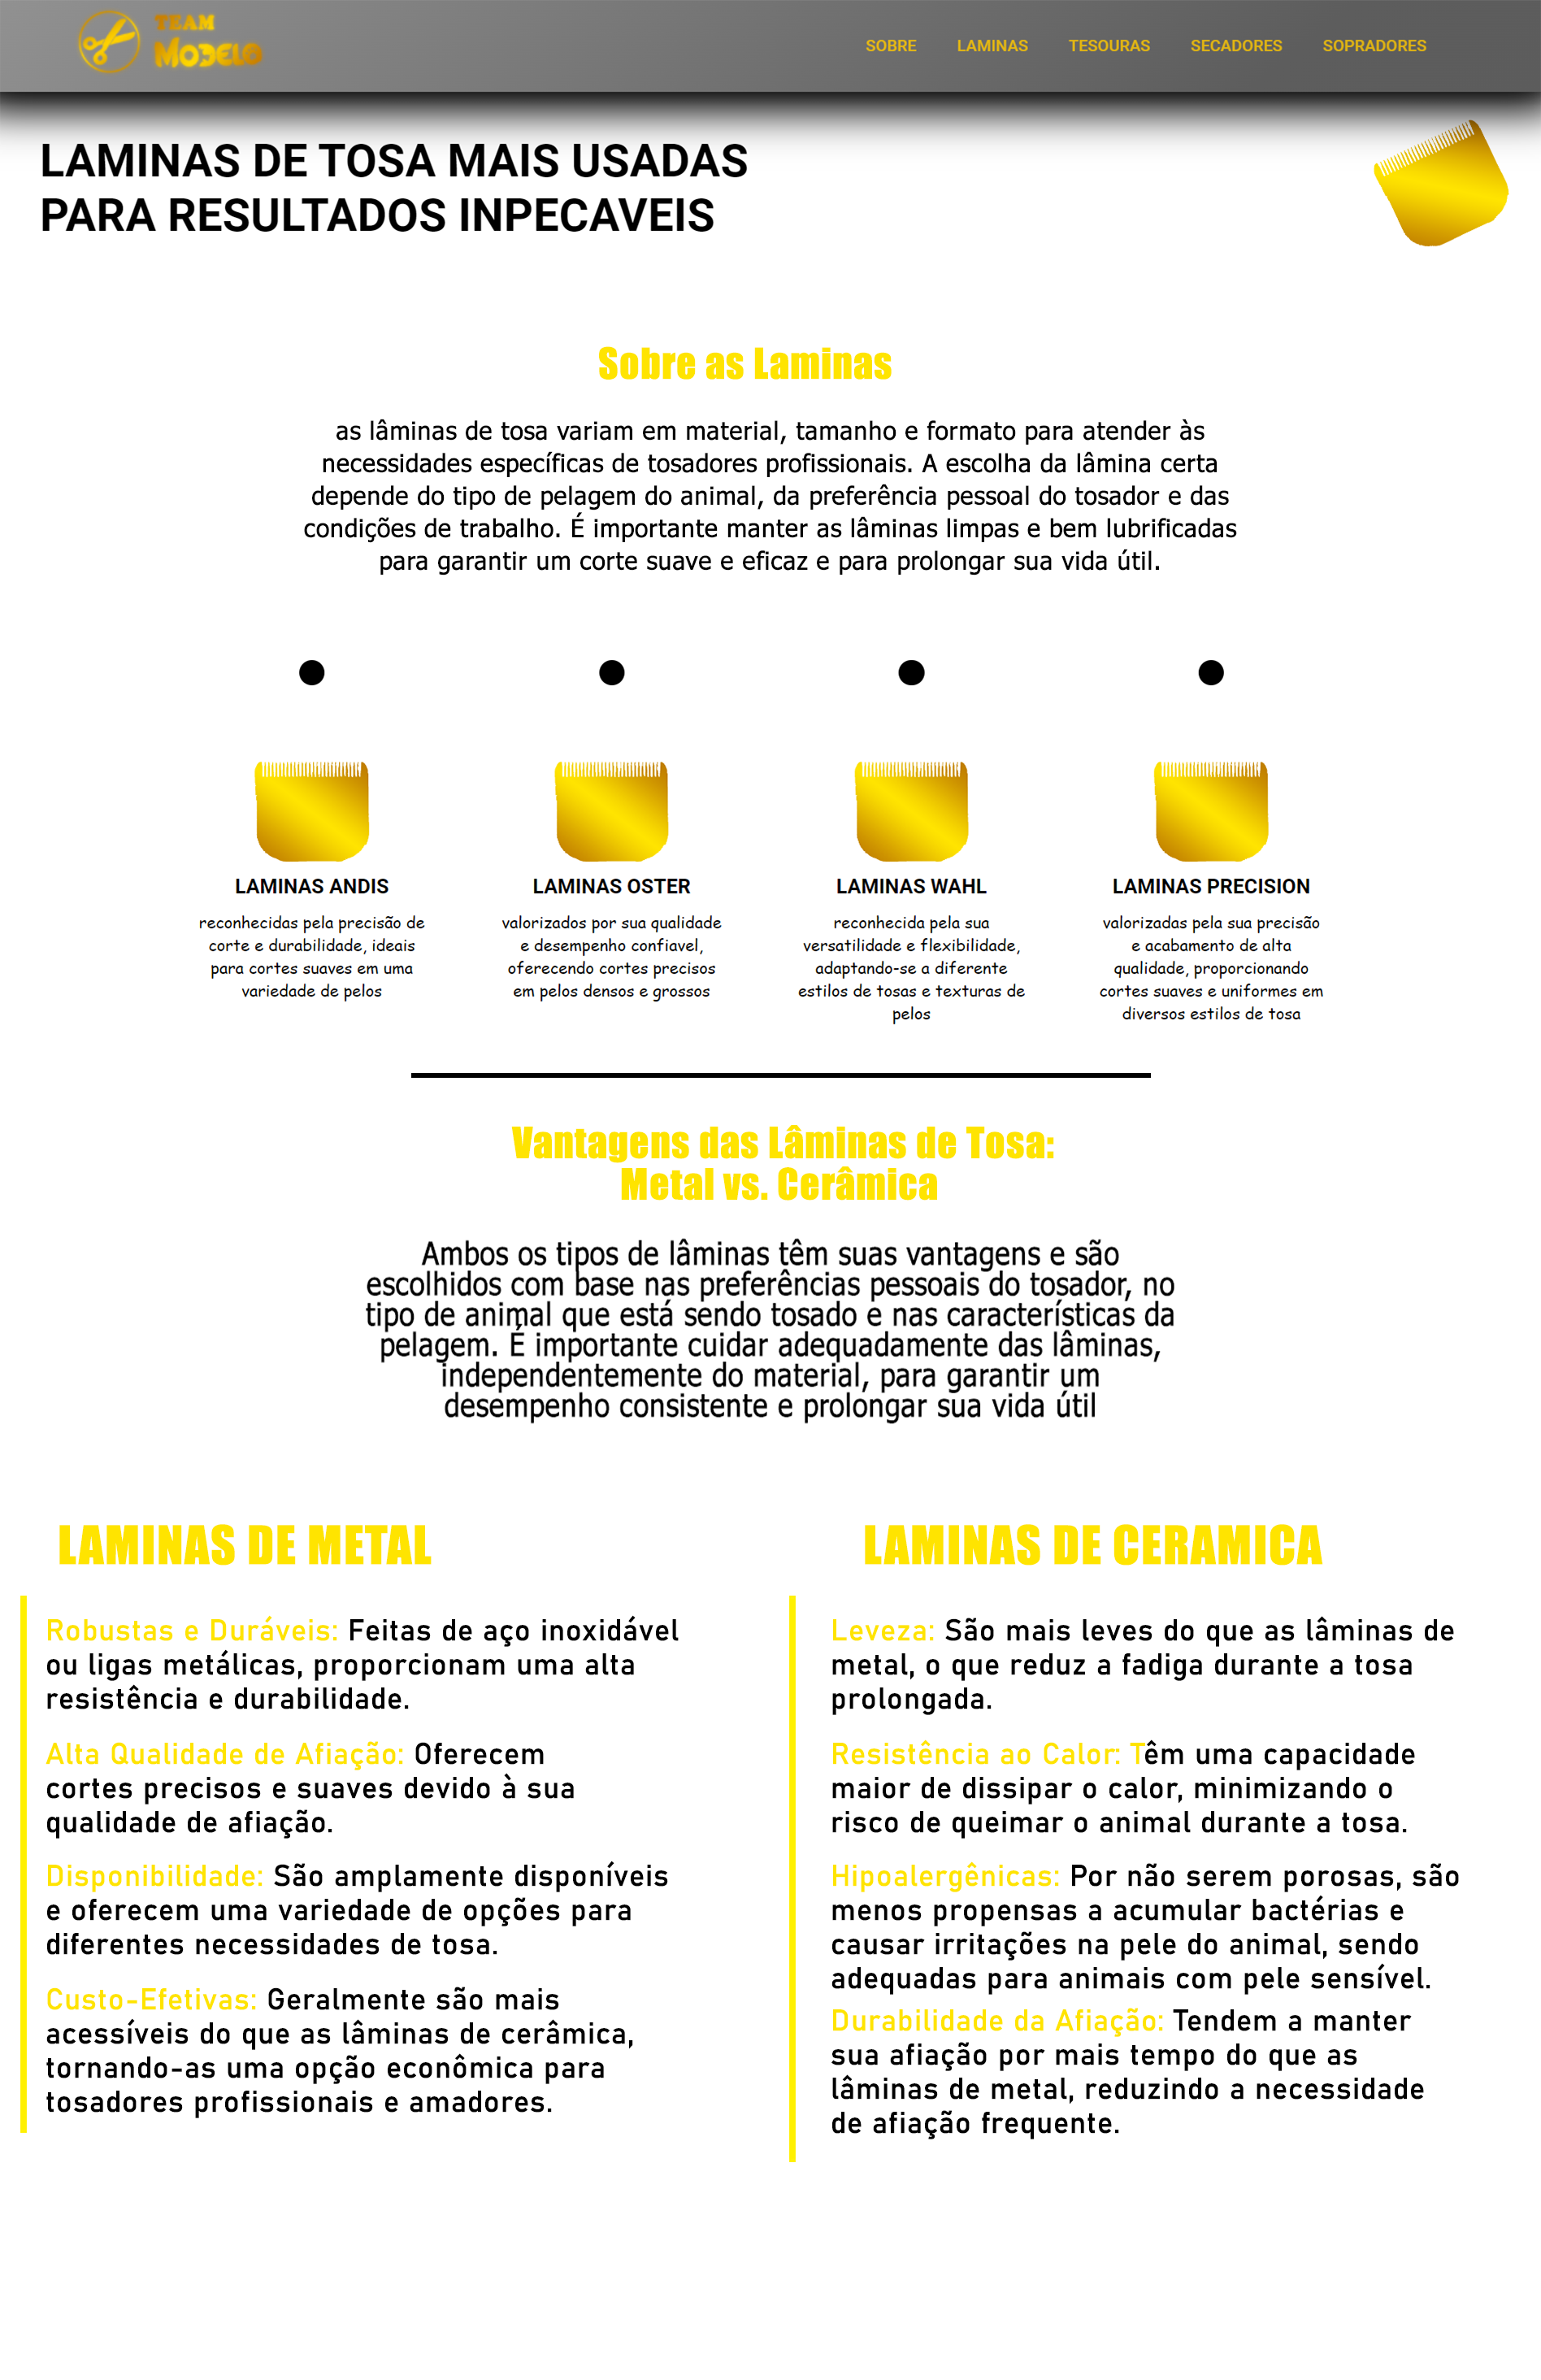 TEAM
MODELO
SOBRE LAMINAS TESOURAS SECADORES SOPRADORES
LAMINAS DE TOSA MAIS USADAS
PARA RESULTADOS INPECAVEIS
Sobre as Laminas
as lâminas de tosa variam em material, tamanho e formato para atender às
necessidades específicas de tosadores profissionais. A escolha da lâmina certa
depende do tipo de pelagem do animal, da preferência pessoal do tosador e das
condições de trabalho. É importante manter as lâminas limpas e bem lubrificadas
para garantir um corte suave e eficaz e para prolongar sua vida útil.
LAMINAS ANDIS
reconhecidas pela precisão de
corte e durabilidade, ideais
para cortes suaves em uma
variedade de pelos
LAMINAS OSTER
valorizados por sua qualidade
e desempenho confiavel,
oferecendo cortes precisos
em pelos densos e grossos
LAMINAS WAHL
reconhecida pela sua
versatilidade e flexibilidade,
adaptando-se a diferente
estilos de tosas e texturas de
pelos
LAMINAS PRECISION
valorizadas pela sua precisão
e acabamento de alta
qualidade, proporcionando
cortes suaves e uniformes em
diversos estilos de tosa
Vantagens das Lâminas de Tosa:
Metal vs. Cerâmica
Ambos os tipos de lâminas têm suas vantagens e são
escolhidos com base nas preferências pessoais do tosador, no
tipo de animal que está sendo tosado e nas características da
pelagem. É importante cuidar adequadamente das lâminas,
independentemente do material, para garantir um
desempenho consistente e prolongar sua vida útil
LAMINAS DE METAL
Robustas e Duráveis: Feitas de aço inoxidável
ou ligas metálicas, proporcionam uma alta
resistência e durabilidade.
Alta Qualidade de Afiação: Oferecem
cortes precisos e suaves devido à sua
qualidade de afiação.
Disponibilidade: São amplamente disponíveis
e oferecem uma variedade de opções para
diferentes necessidades de tosa.
Custo-Efetivas: Geralmente são mais
acessíveis do que as lâminas de cerâmica,
tornando-as uma opção econômica para
tosadores profissionais e amadores.
LAMINAS DE CERAMICA
Leveza: São mais leves do que as lâminas de
metal, o que reduz a fadiga durante a tosa
prolongada.
Resistência ao Calor: Têm uma capacidade
maior de dissipar o calor, minimizando o
risco de queimar o animal durante a tosa.
Hipoalergênicas: Por não serem porosas, são
menos propensas a acumular bactérias e
causar irritações na pele do animal, sendo
adequadas para animais com pele sensível.
Durabilidade da Afiação: Tendem a manter
sua afiação por mais tempo do que as
lâminas de metal, reduzindo a necessidade
de afiação frequente.